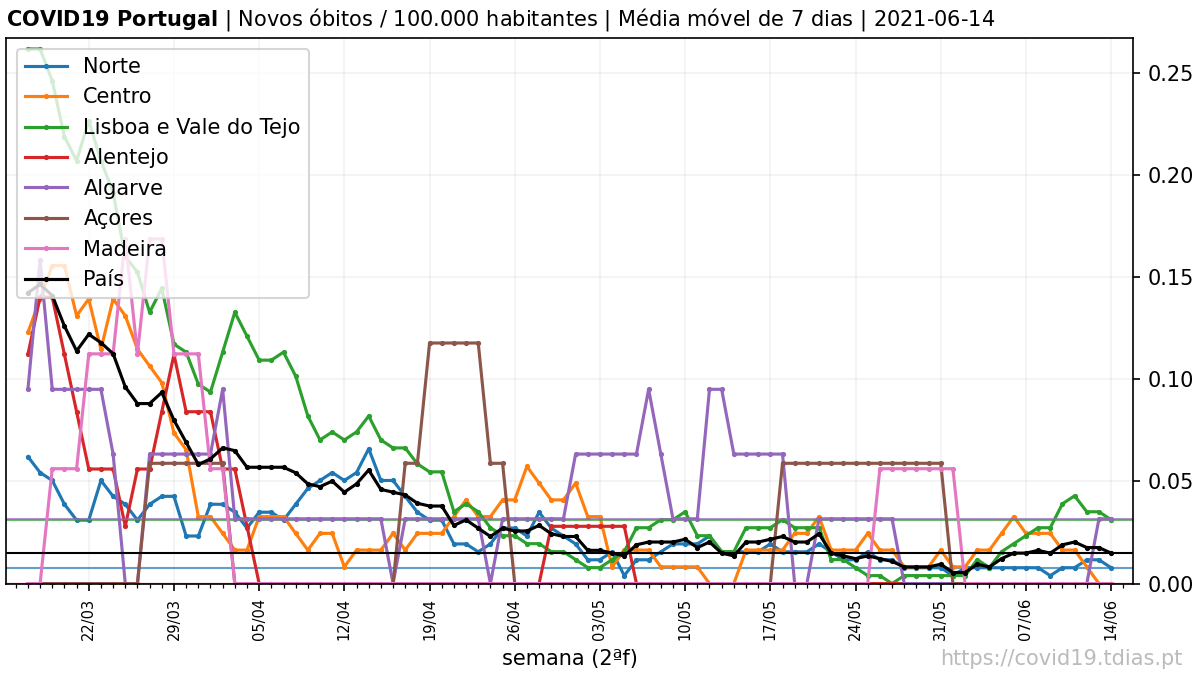 COVID19 Portugal | Novos óbitos / 100.000 habitantes | Média móvel de 7 dias | 2021-06-14
Norte
Centro
Lisboa e Vale do Tejo
Alentejo
Algarve
Açores
Madeira
País
0.25
0.20
0.15
0.10
0.05
0.00
22/03
29/03
05/04
12/04
19/04
26/04
03/05
10/05
17/05
24/05
31/05
07/06
14/06
semana (2ªf)
https://covid19.tdias.pt